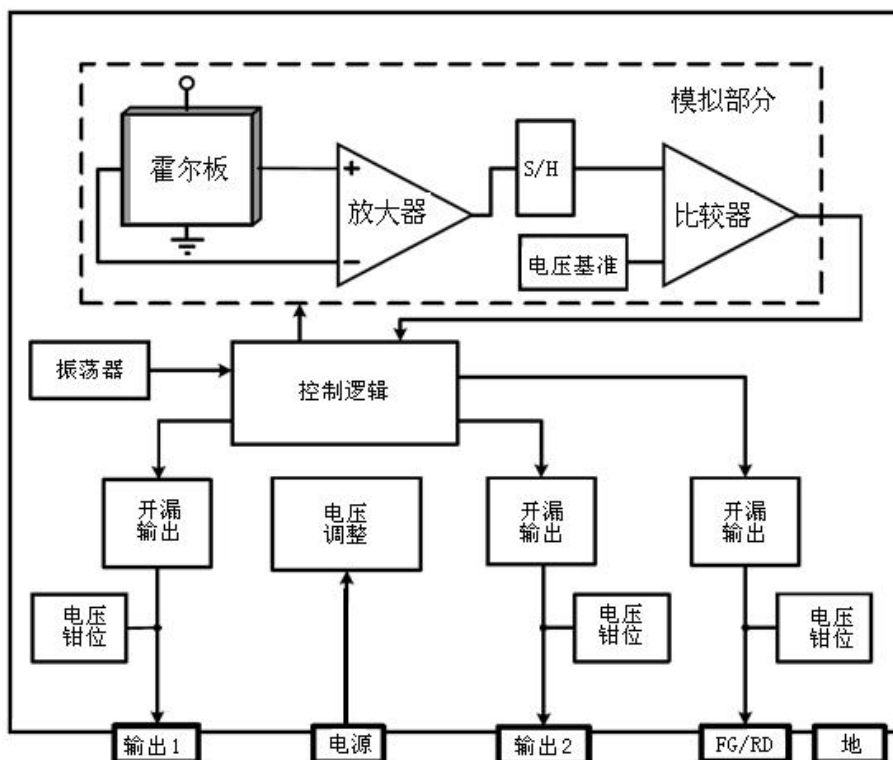 模拟部分
霍尔板
+
放大器
−
S/H
比较器
电压基准
振荡器
控制逻辑
开漏
输出
电压
调整
开漏
输出
开漏
输出
电压
钳位
电压
钳位
电压
钳位
输出1
电源
输出2
FG/RD
地